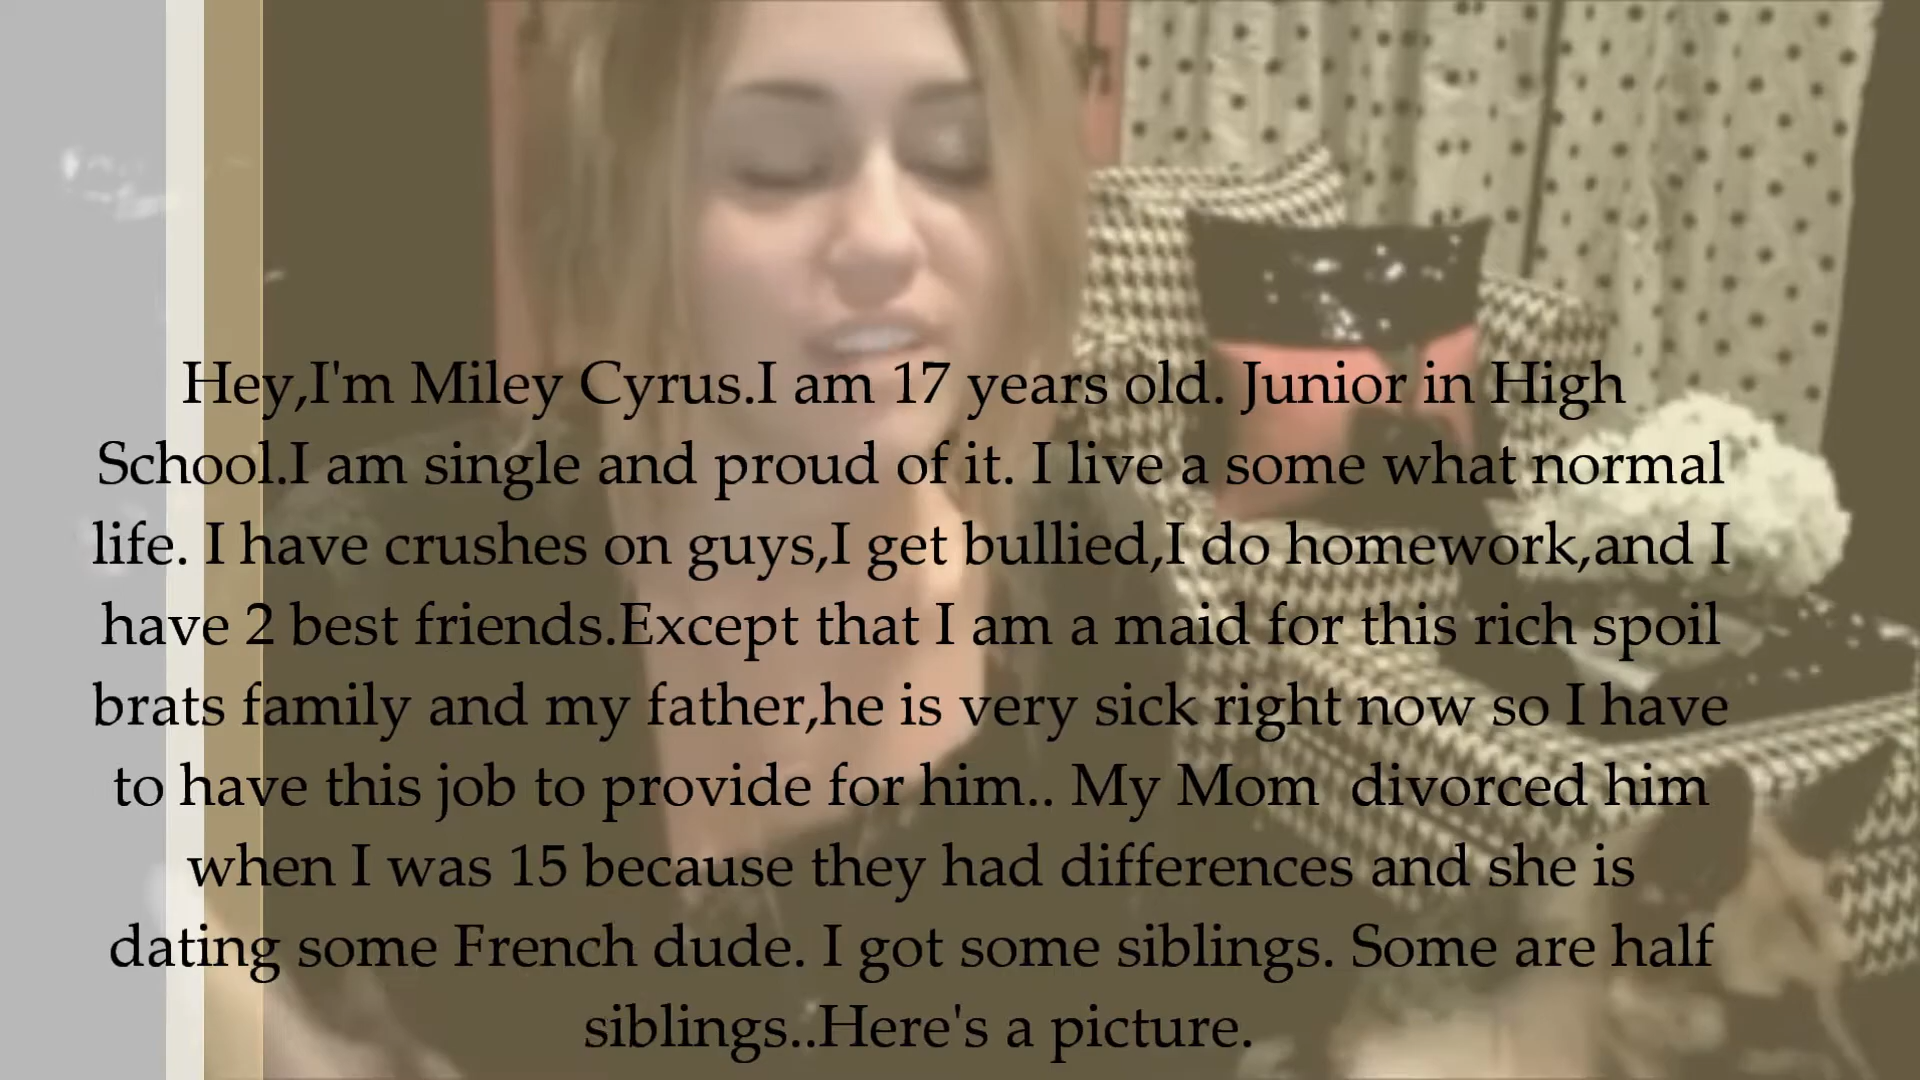 Hey,I'm Miley Cyrus.I am 17 years old. Junior in High
School.I am single and proud of it. I live a some what normal
life. I have crushes on guys,I get bullied,I do homework,and I
have 2 best friends.Except that I am a maid for this rich spoil
brats family and my father,he is very sick right now so I have
to have this job to provide for him.. My Mom  divorced him
when I was 15 because they had differences and she is
dating some French dude. I got some siblings. Some are half
siblings..Here's a picture.